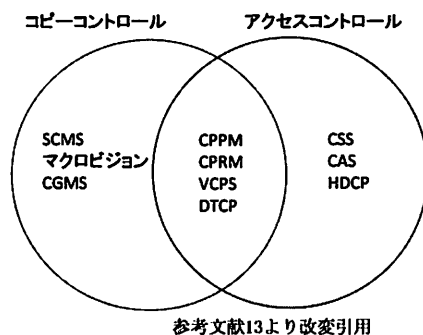 コピーコントロール
アクセスコントロール
SCMS
マクロビジョン
CGMS
CPPM
CPRM
VCPS
DTCP
CSS
CAS
HDCP
参考文献13より改変引用